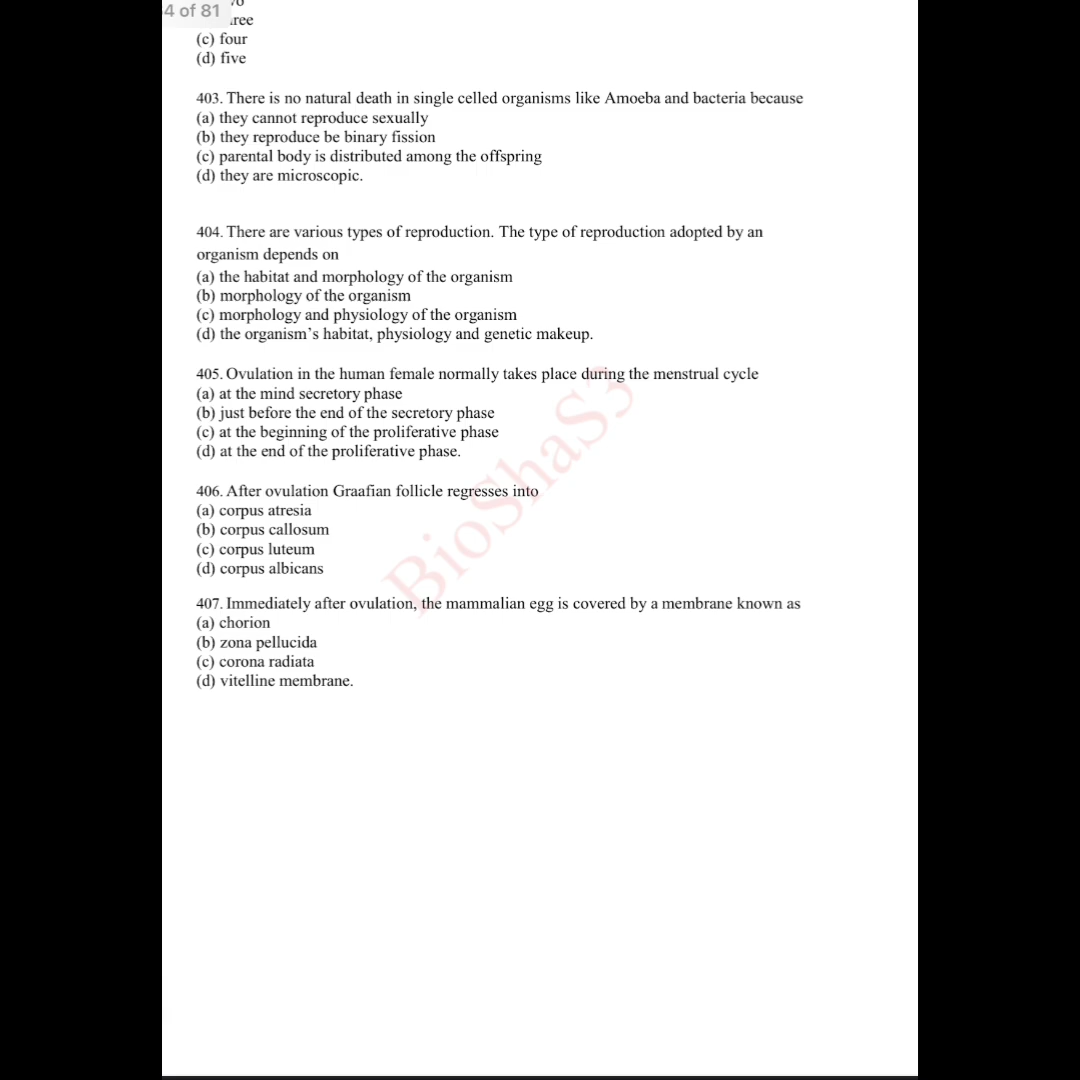 4 of 81
(c) four
(d) five
403. There is no natural death in single celled organisms like Amoeba and bacteria because
(a) they cannot reproduce sexually
(b) they reproduce be binary fission
(c) parental body is distributed among the offspring
(d) they are microscopic.
404. There are various types of reproduction. The type of reproduction adopted by an
organism depends on
(a) the habitat and morphology of the organism
(b) morphology of the organism
(c) morphology and physiology of the organism
(d) the organism’s habitat, physiology and genetic makeup.
405. Ovulation in the human female normally takes place during the menstrual cycle
(a) at the mind secretory phase
(b) just before the end of the secretory phase
(c) at the beginning of the proliferative phase
(d) at the end of the proliferative phase.
406. After ovulation Graafian follicle regresses into
(a) corpus atresia
(b) corpus callosum
(c) corpus luteum
(d) corpus albicans
407. Immediately after ovulation, the mammalian egg is covered by a membrane known as
(a) chorion
(b) zona pellucida
(c) corona radiata
(d) vitelline membrane.
BioShaS3